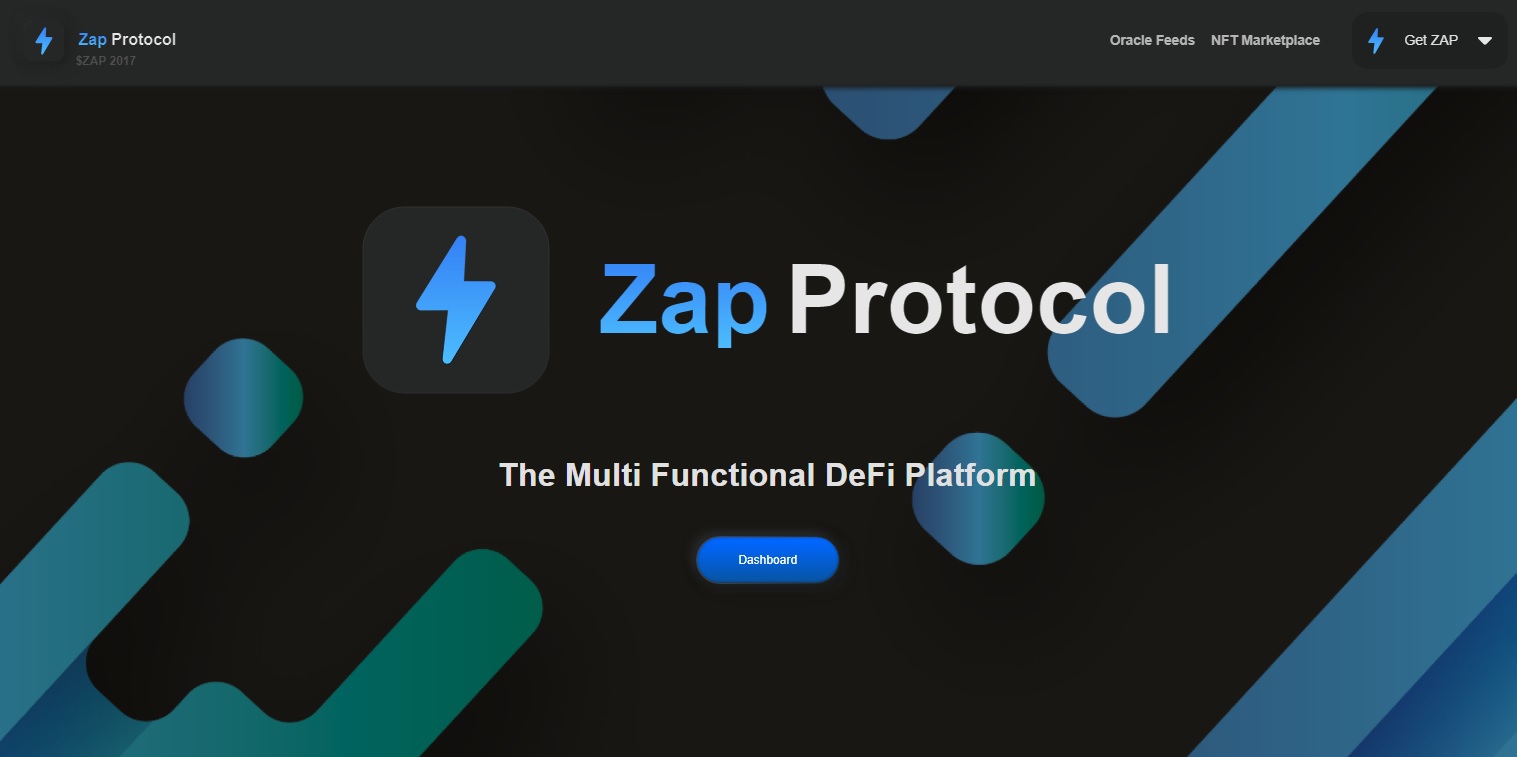 Zap Protocol
$ZAP 2017
Oracle Feeds NFT Marketplace Get ZAP
Zap Protocol
The Multi Functional DeFi Platform
Dashboard